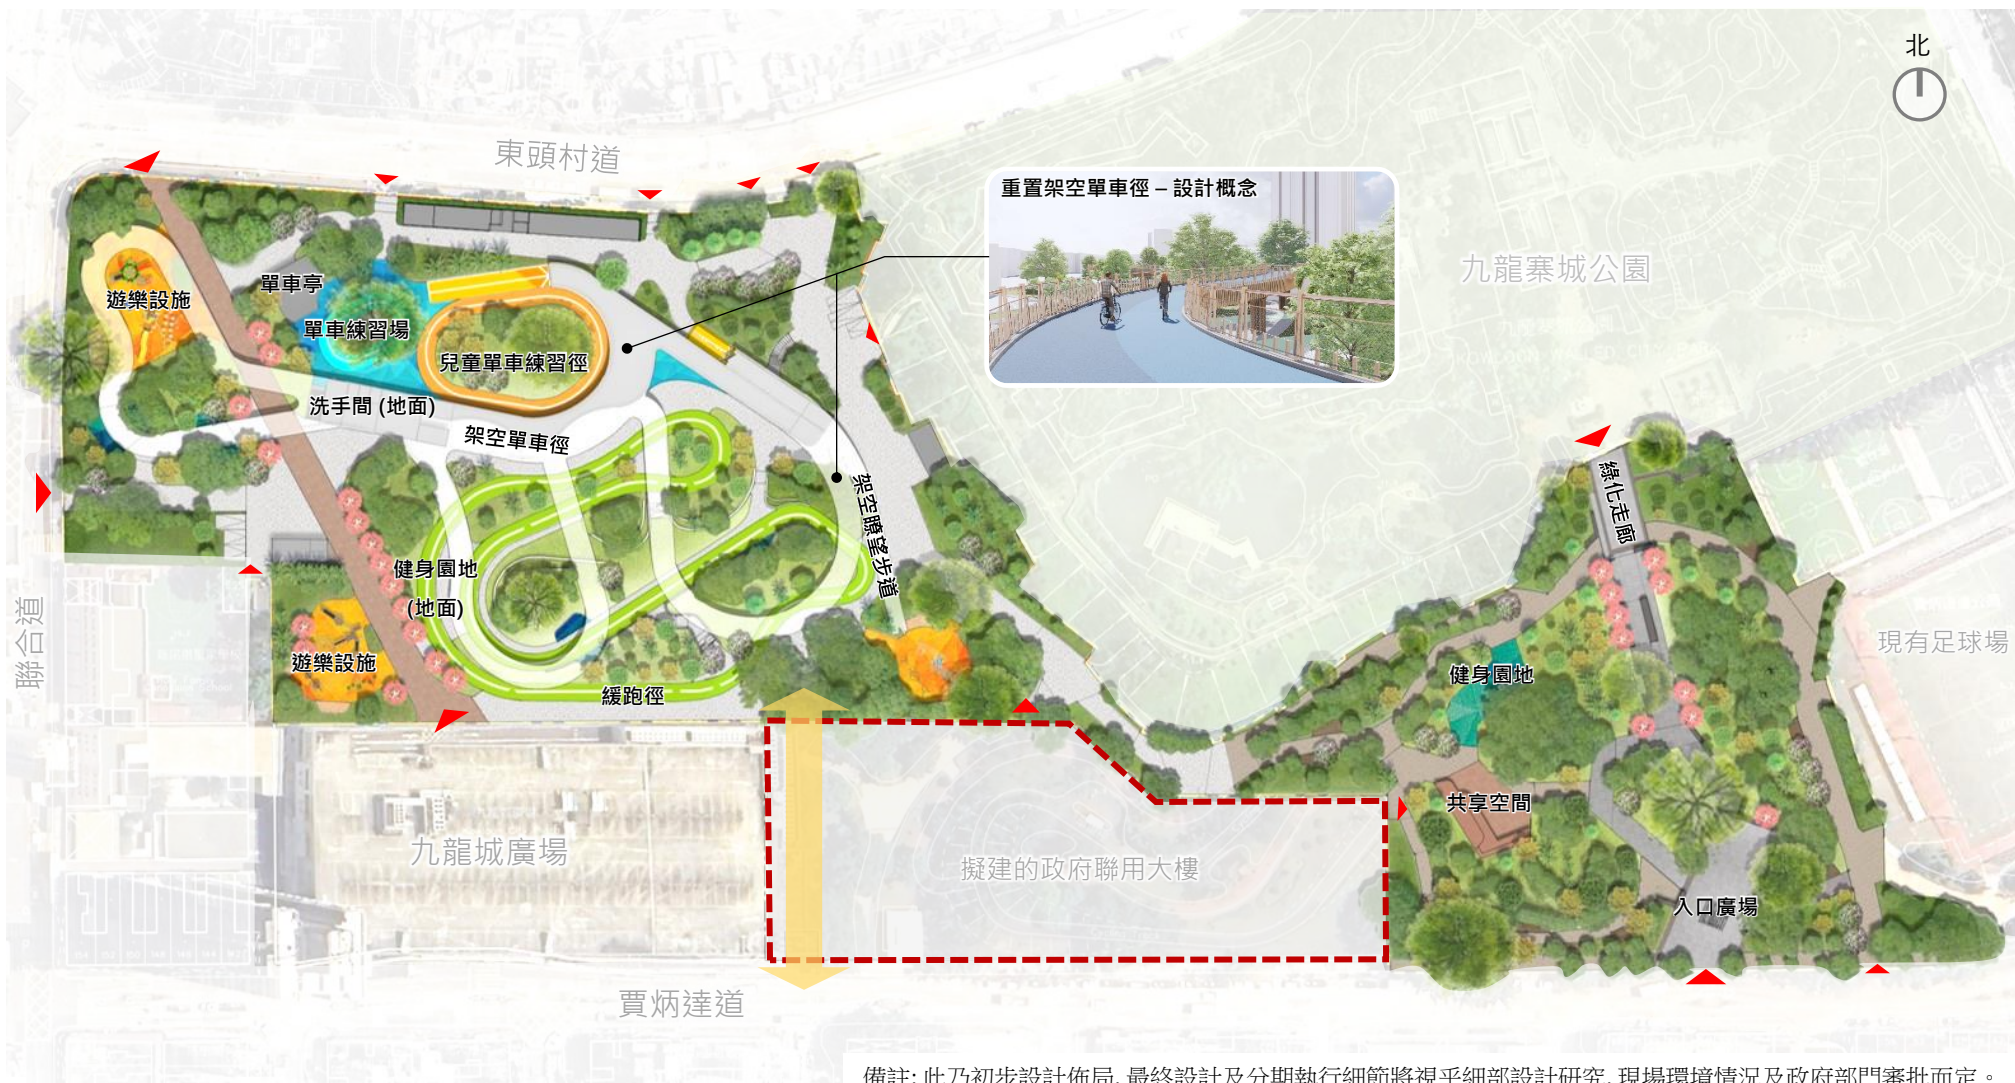 北
東頭村道
重置架空單車徑 – 設計概念
九龍寨城公園
單車亭
遊樂設施
單車練習場
兒童單車練習徑
洗手間 (地面)
架空單車徑
綠化走廊
架空瞭望步道
健身園地
(地面)
聯合道
現有足球場
遊樂設施
健身園地
緩跑徑
共享空間
九龍城廣場
擬建的政府聯用大樓
入口廣場
賈炳達道
備註: 此乃初步設計佈局, 最終設計及分期執行細節將視乎細部設計研究, 現場環境情況及政府部門審批而定。